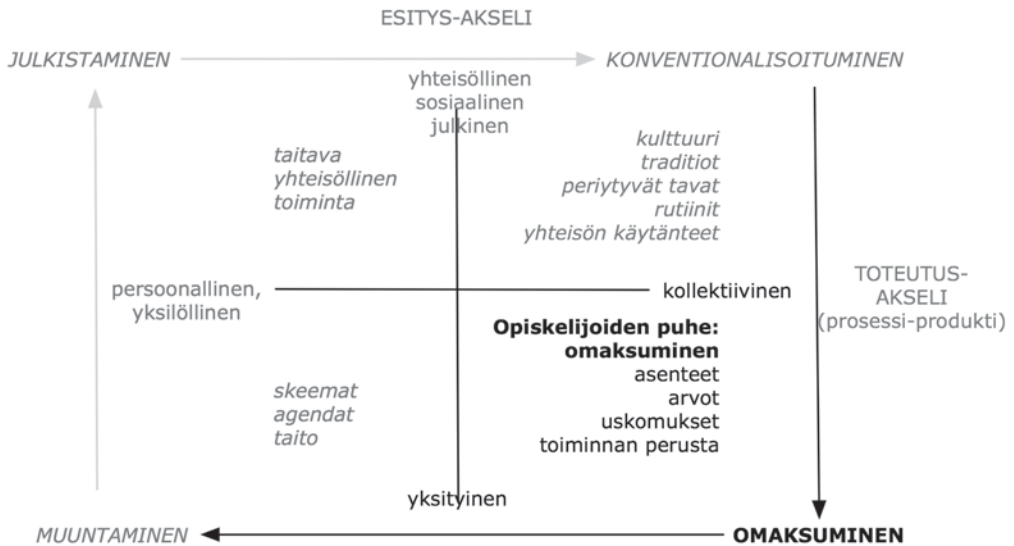 ESITYS-AKSELI
JULKISTAMINEN
KONVENTIONALISOITUMINEN
yhteisöllinen
sosiaalinen
julkinen
taitava
yhteisöllinen
toiminta
kulttuuri
traditiot
periytyvät tavat
rutiinit
yhteisön käytänteet
persoonallinen,
yksilöllinen
kollektiivinen
TOTEUTUS-
AKSELI
(prosessi-produkti)
Opiskelijoiden puhe:
omaksuminen
asenteet
arvot
uskomukset
toiminnan perusta
skeemat
agendat
taito
yksityinen
MUUNTAMINEN
OMAKSUMINEN